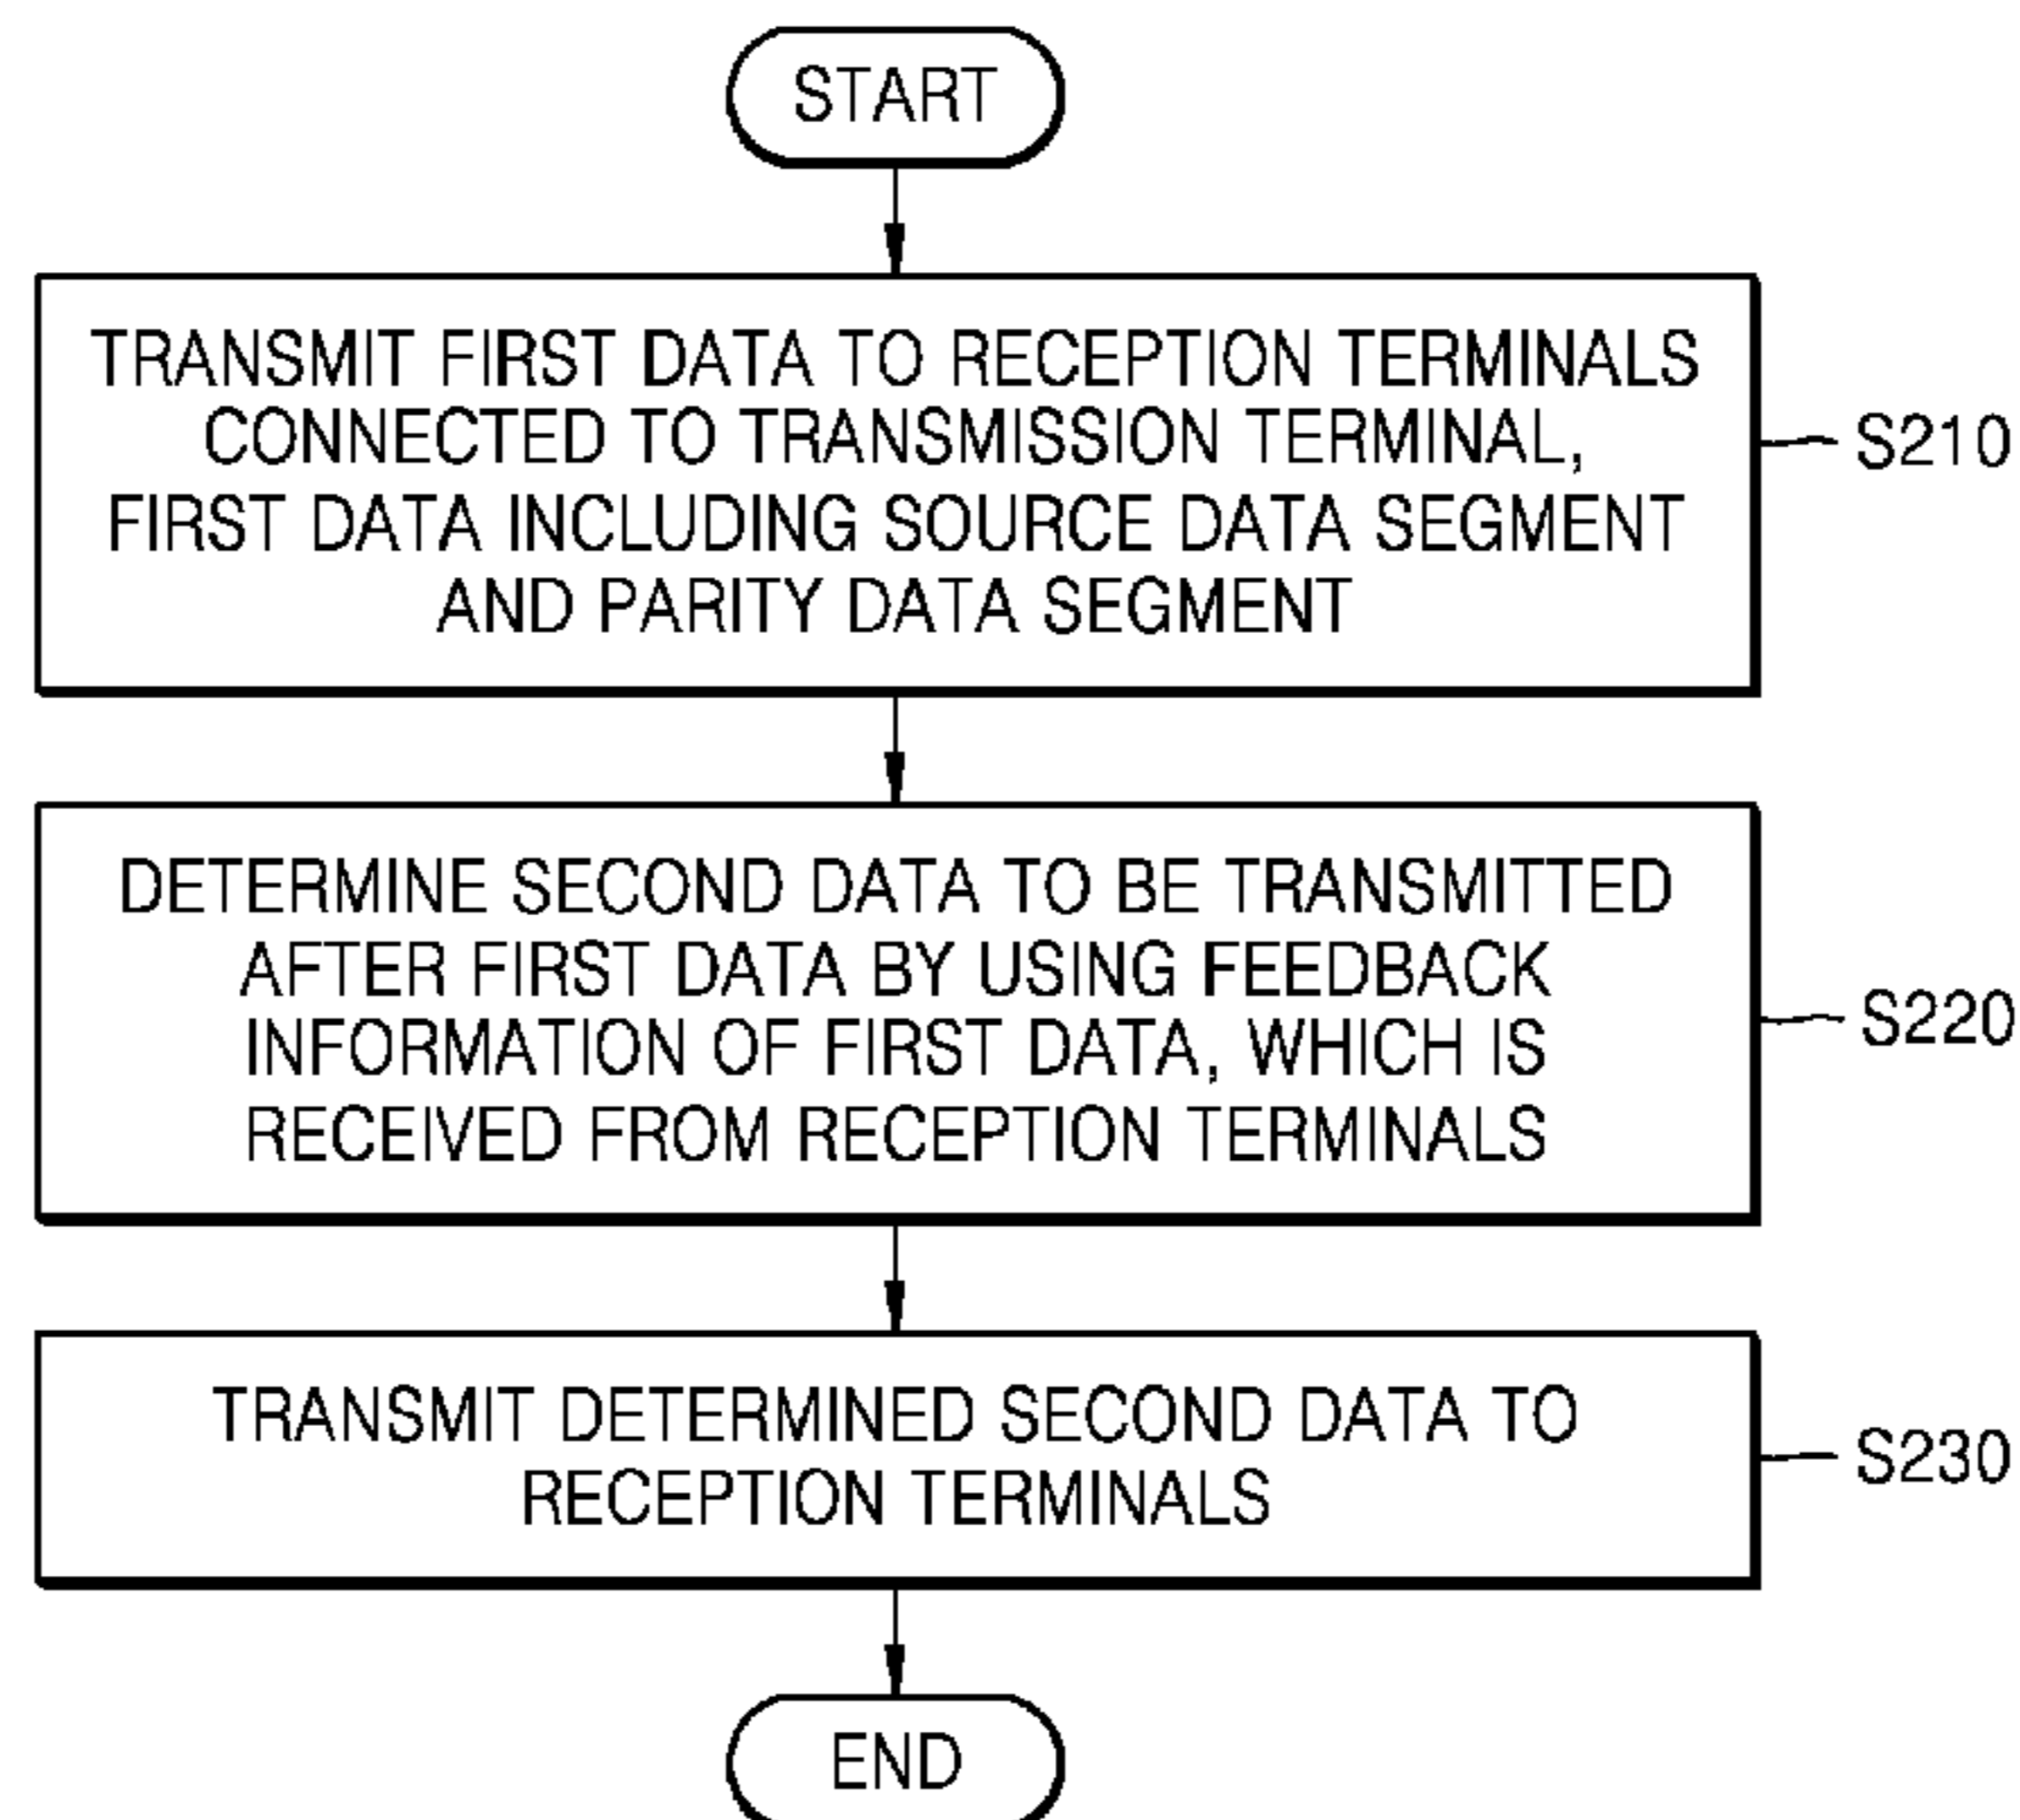 START
TRANSMIT FIRST DATA TO RECEPTION TERMINALS
CONNECTED TO TRANSMISSION TERMINAL,
FIRST DATA INCLUDING SOURCE DATA SEGMENT
AND PARITY DATA SEGMENT
S210
DETERMINE SECOND DATA TO BE TRANSMITTED
AFTER FIRST DATA BY USING FEEDBACK
INFORMATION OF FIRST DATA, WHICH IS
RECEIVED FROM RECEPTION TERMINALS
S220
TRANSMIT DETERMINED SECOND DATA TO
RECEPTION TERMINALS
S230
END